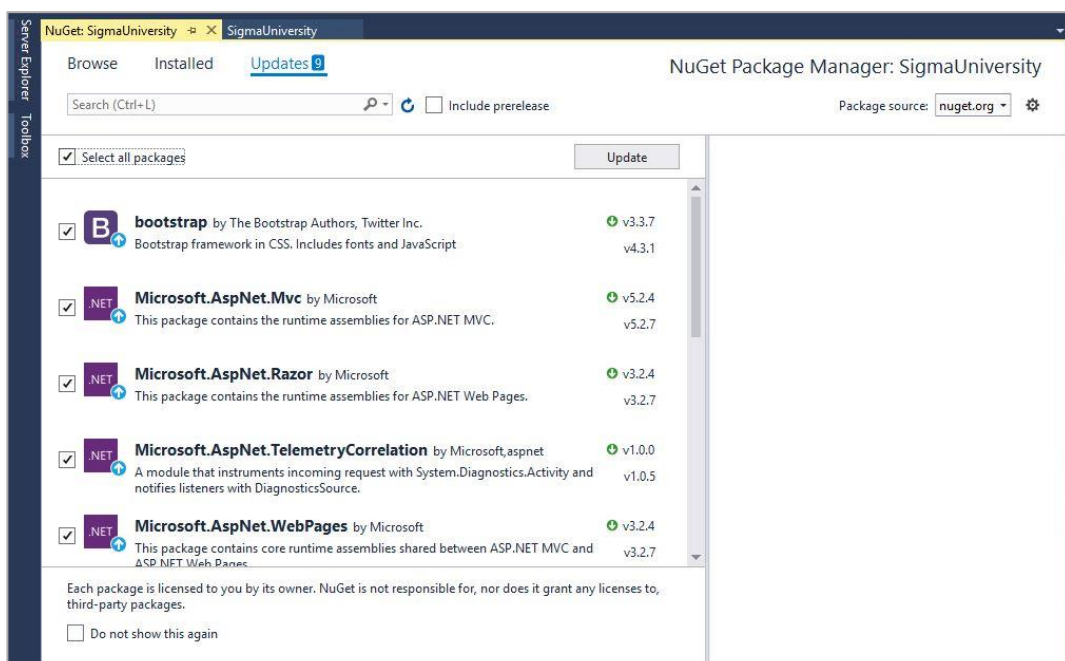 Server Explorer
Toolbox
NuGet: SigmaUniversity
SigmaUniversity
Browse
Installed
Updates 9
NuGet Package Manager: SigmaUniversity
Search (Ctrl+L)
Include prerelease
Package source: nuget.org
Select all packages
Update
B
bootstrap by The Bootstrap Authors, Twitter Inc.
v3.3.7
Bootstrap framework in CSS. Includes fonts and JavaScript
v4.3.1
.NET
Microsoft.AspNet.Mvc by Microsoft
v5.2.4
This package contains the runtime assemblies for ASP.NET MVC.
v5.2.7
.NET
Microsoft.AspNet.Razor by Microsoft
v3.2.4
This package contains the runtime assemblies for ASP.NET Web Pages.
v3.2.7
.NET
Microsoft.AspNet.TelemetryCorrelation by Microsoft,aspnet
v1.0.0
A module that instruments incoming request with System.Diagnostics.Activity and
notifies listeners with DiagnosticsSource.
v1.0.5
.NET
Microsoft.AspNet.WebPages by Microsoft
v3.2.4
This package contains core runtime assemblies shared between ASP.NET MVC and
ASP.NET Web Pages
v3.2.7
Each package is licensed to you by its owner. NuGet is not responsible for, nor does it grant any licenses to,
third-party packages.
Do not show this again